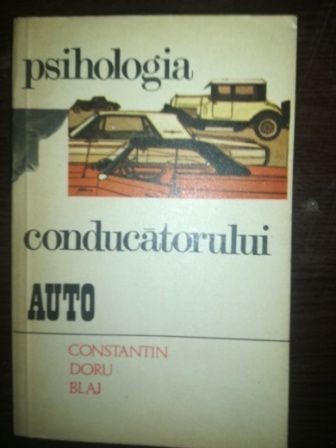 psihologia
conducătorului
AUTO
CONSTANTIN
DORU
BLAJ